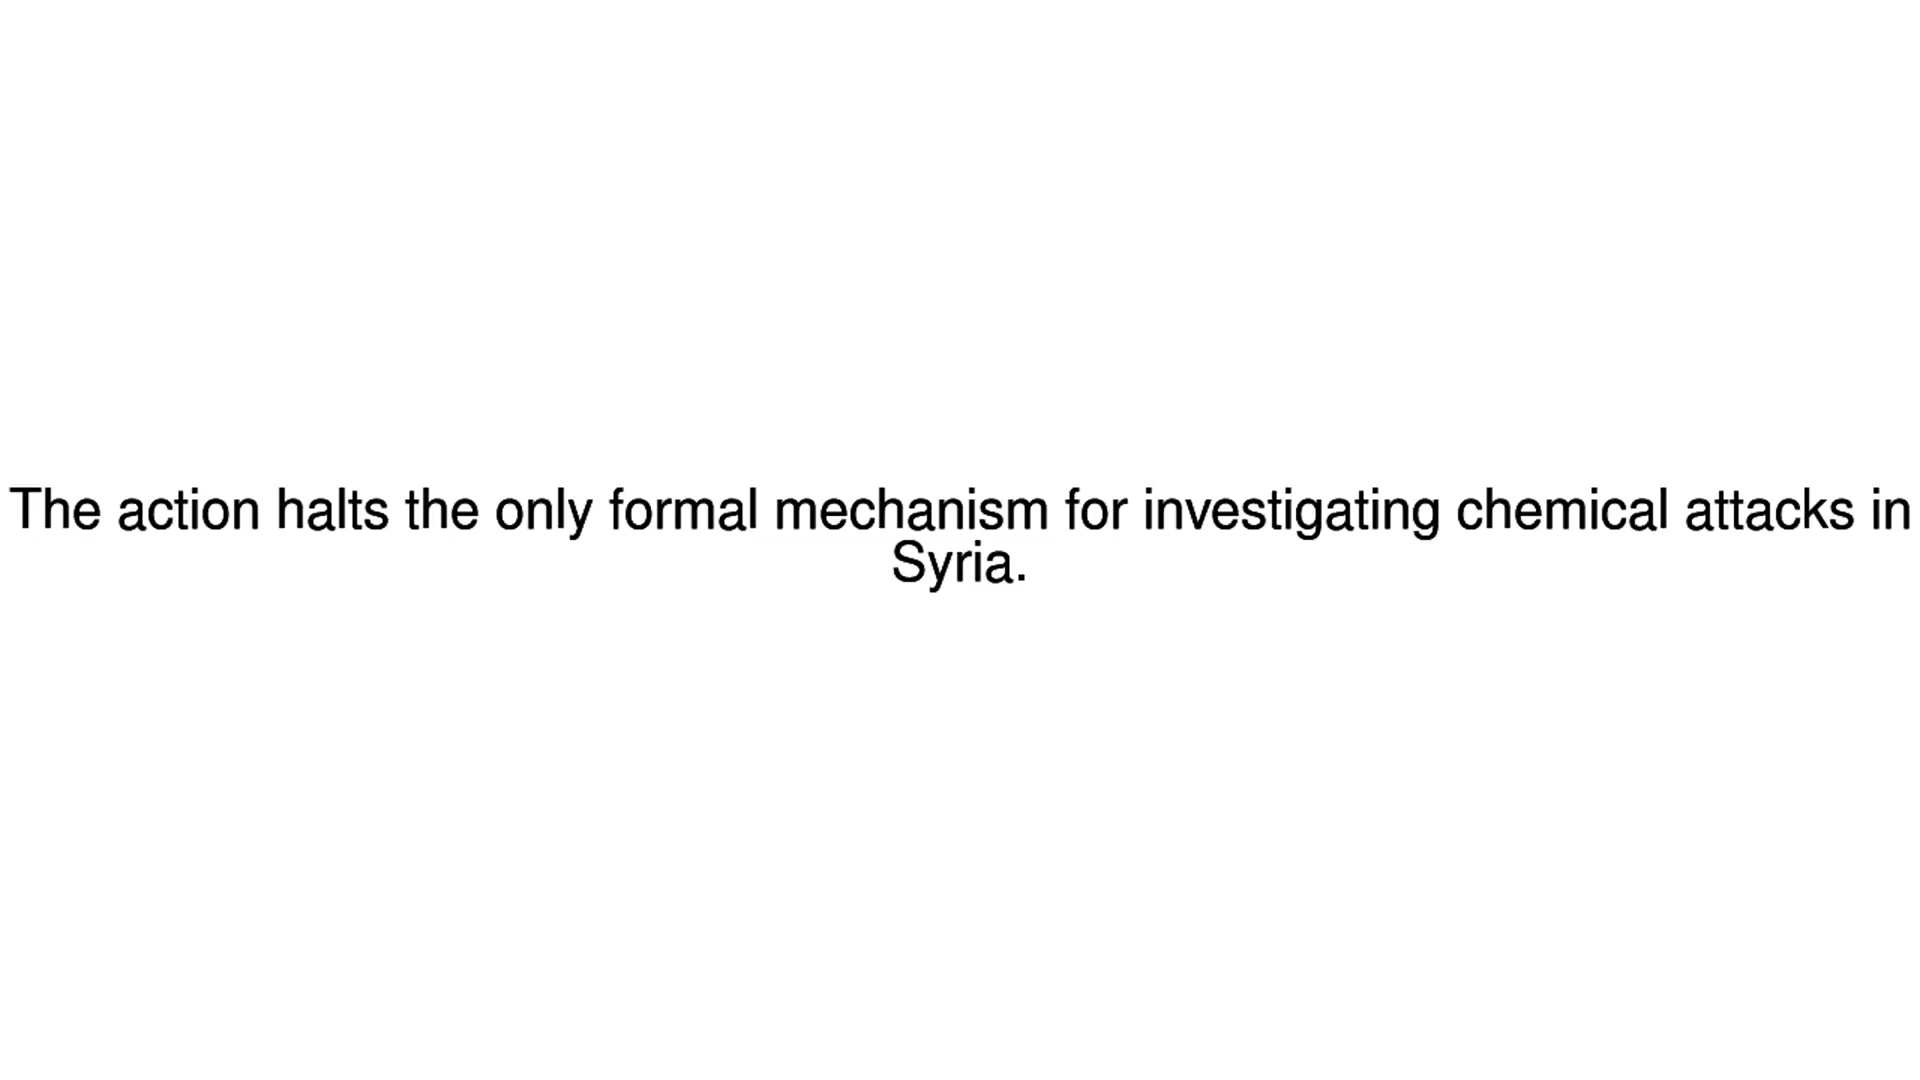 The action halts the only formal mechanism for investigating chemical attacks in
Syria.